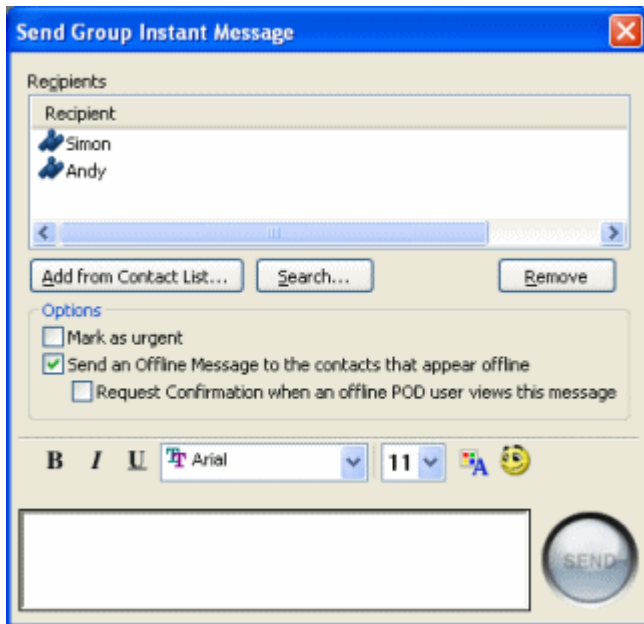 Send Group Instant Message
Recipients
Recipient
Simon
Andy
Add from Contact List... Search... Remove
Options
Mark as urgent
Send an Offline Message to the contacts that appear offline
Request Confirmation when an offline POD user views this message
B I U Arial 11 A
SEND